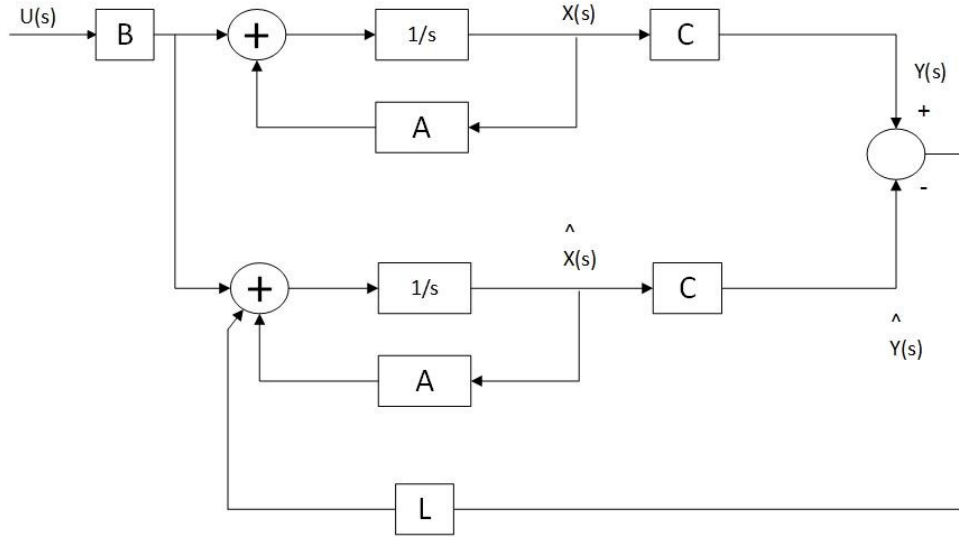 U(s)
B
+
1/s
X(s)
C
Y(s)
A
+
-
^
X(s)
+
1/s
C
^
Y(s)
A
L